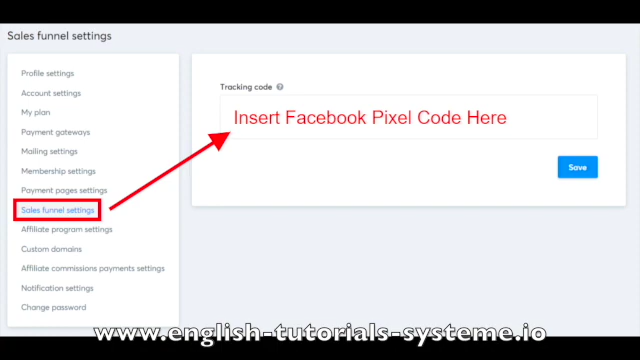 Sales funnel settings
Profile settings
Account settings
My plan
Payment gateways
Mailing settings
Membership settings
Payment pages settings
Sales funnel settings
Affiliate program settings
Custom domains
Affiliate commissions payments settings
Notification settings
Change password
Tracking code ?
Insert Facebook Pixel Code Here
Save
www.english-tutorials-systeme.io